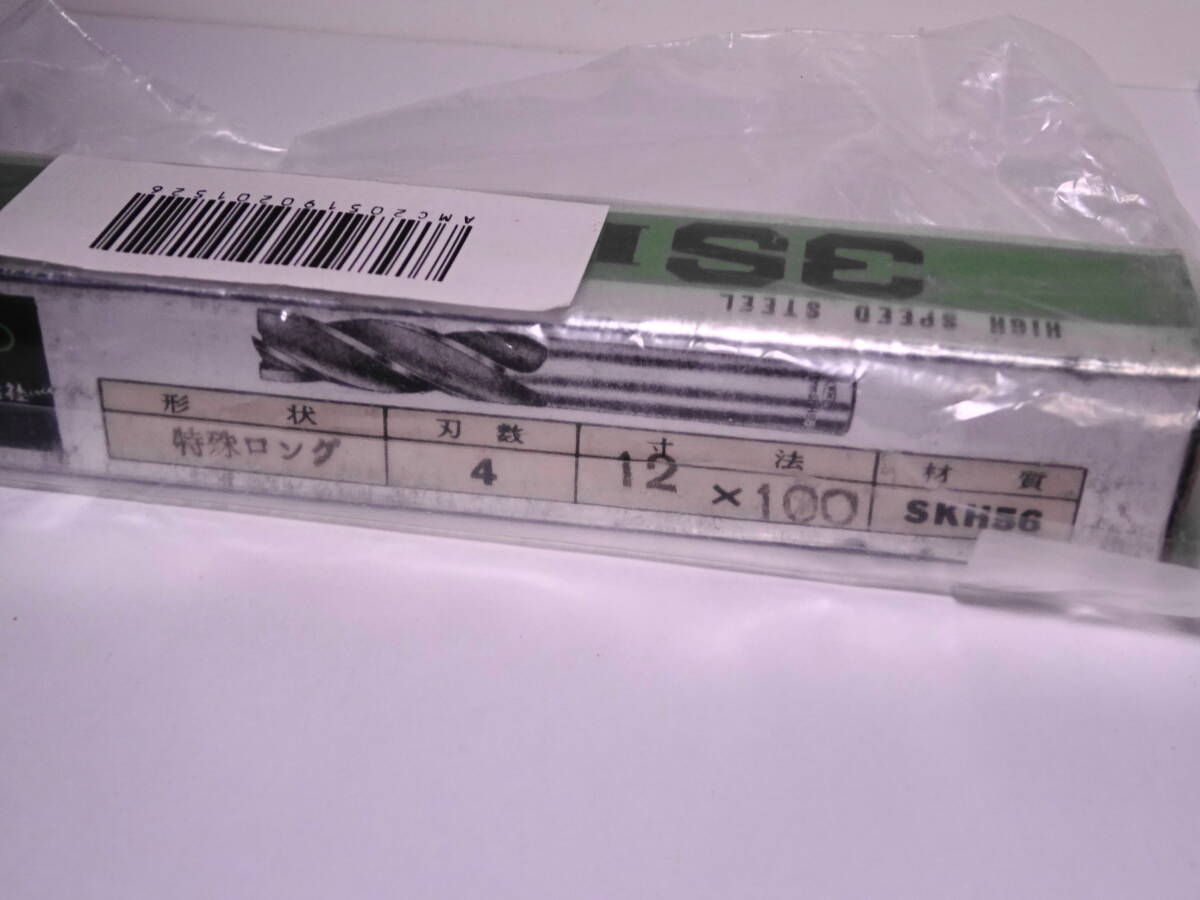 AMC205190201526
HIGH SPEED STEEL
形状 刃数 寸法 材質
特殊ロング 4 12 ×100 SKH56